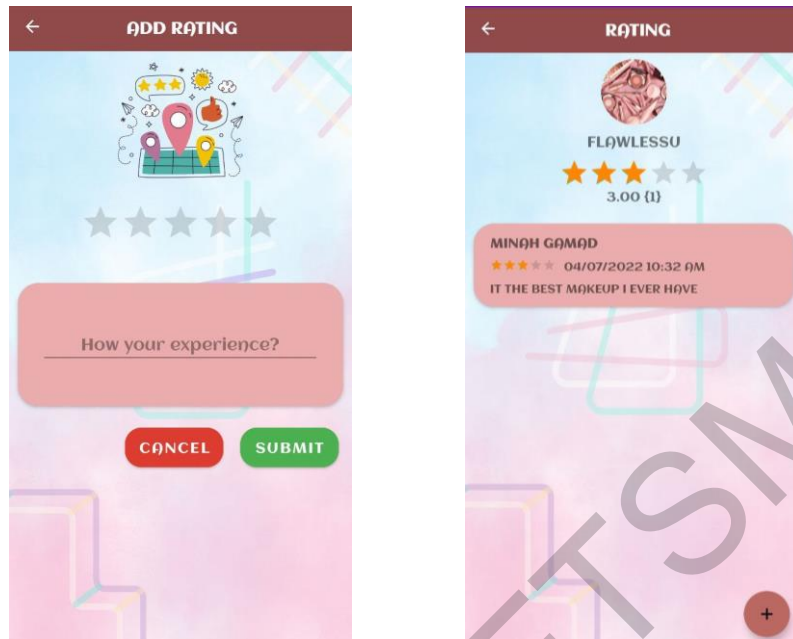 ADD RATING
How your experience?
CANCEL
SUBMIT
RATING
FLAWLESSU
3.00 {1}
MINAH GAMAD
04/07/2022 10:32 AM
IT THE BEST MAKEUP I EVER HAVE
+
TSM